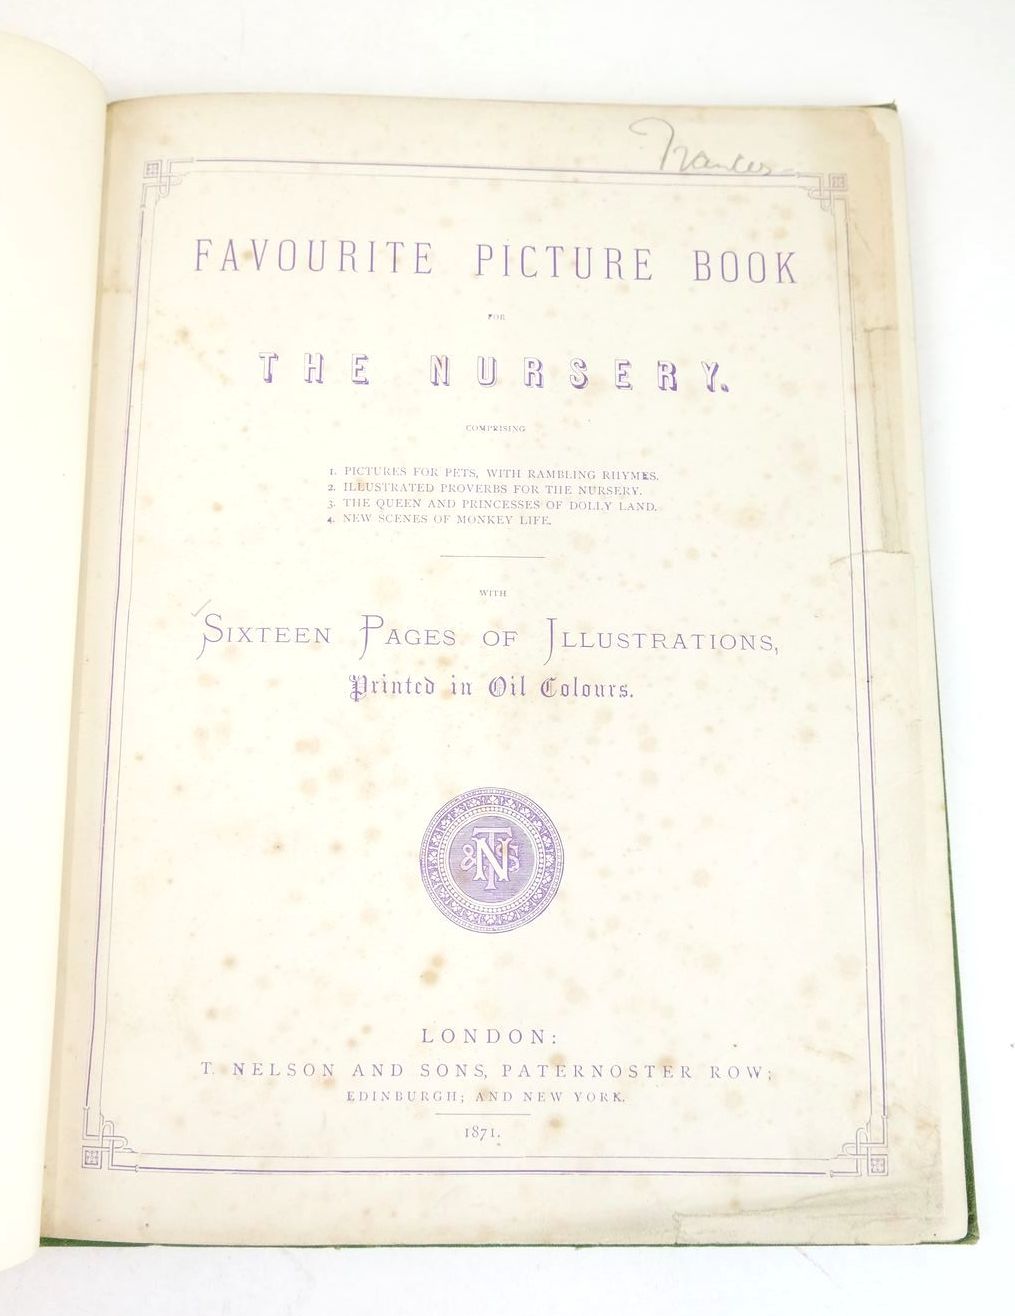 FAVOURITE PICTURE BOOK
FOR
THE NURSERY.
COMPRISING
1. PICTURES FOR PETS, WITH RAMBLING RHYMES.
2. ILLUSTRATED PROVERBS FOR THE NURSERY.
3. THE QUEEN AND PRINCESSES OF DOLLY LAND.
4. NEW SCENES OF MONKEY LIFE.
WITH
SIXTEEN PAGES OF ILLUSTRATIONS,
Printed in Oil Colours.
T N & S
LONDON:
T. NELSON AND SONS, PATERNOSTER ROW;
EDINBURGH; AND NEW YORK.
1871.